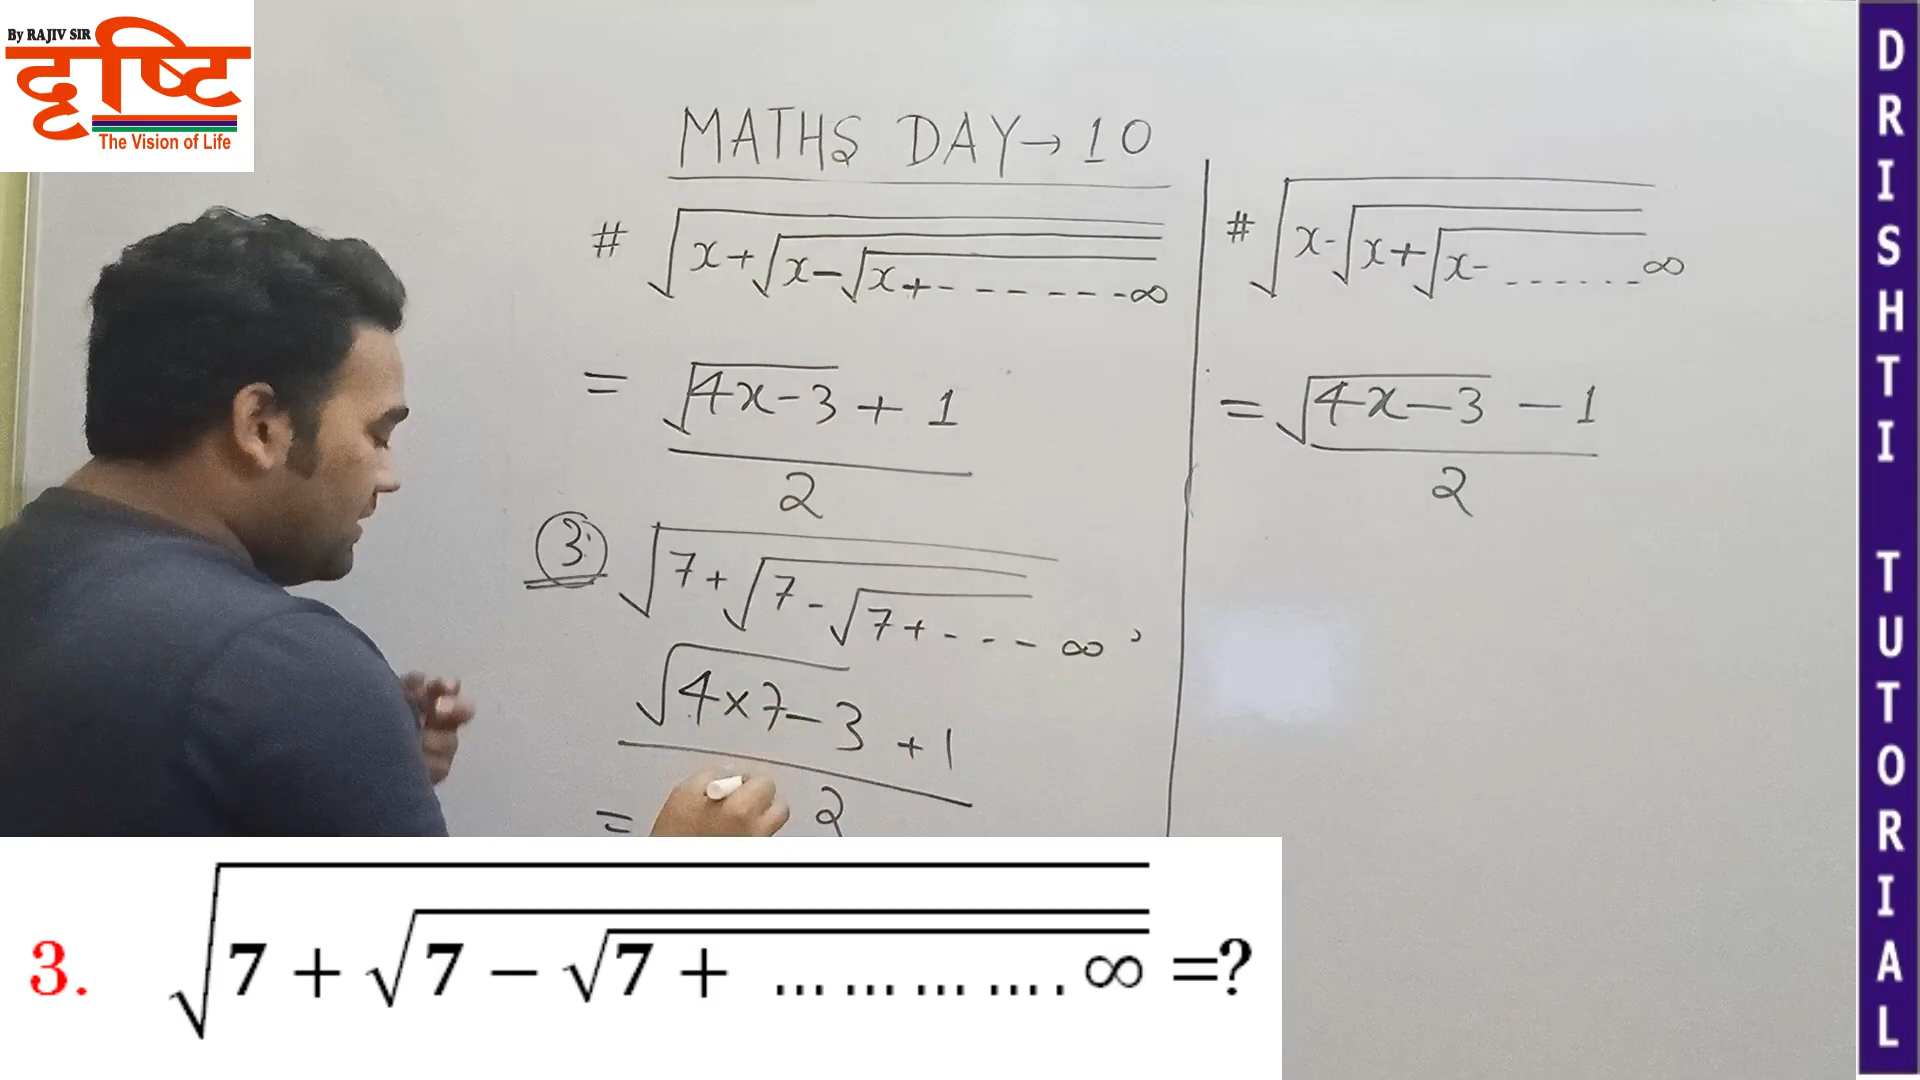 By RAJIV SIR
दृष्टि
The Vision of Life
MATHS DAY → 10
# √(x+√(x-√(x+------∞
= (√(4x-3) + 1)/2
# √(x-√(x+√(x-......∞
= √(4x-3) - 1
2
3. √(7+√(7-√(7+---∞,
√(4×7-3) +1
2
=
3. √(7 + √(7 − √(7 + ................∞ =?
DRISHTI TUTORIAL